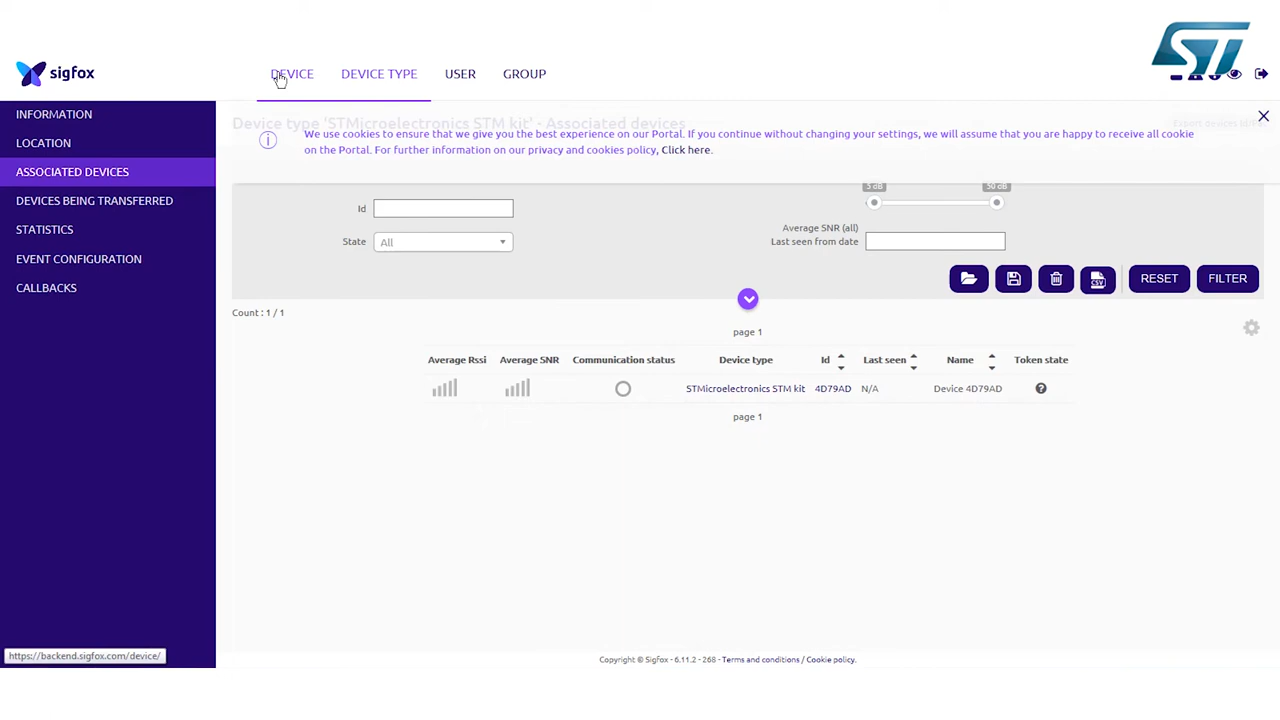 ST
sigfox
DEVICE
DEVICE TYPE
USER
GROUP
INFORMATION
LOCATION
ASSOCIATED DEVICES
DEVICES BEING TRANSFERRED
STATISTICS
EVENT CONFIGURATION
CALLBACKS
Device type 'STMicroelectronics STM kit' - Associated devices
We use cookies to ensure that we give you the best experience on our Portal. If you continue without changing your settings, we will assume that you are happy to receive all cookie
on the Portal. For further information on our privacy and cookies policy, Click here.
Id
State All
5 dB 50 dB
Average SNR (all)
Last seen from date
CSV
RESET
FILTER
Count : 1 / 1
page 1
Average Rssi Average SNR Communication status Device type Id Last seen Name Token state
STMicroelectronics STM kit 4D79AD N/A Device 4D79AD
page 1
https://backend.sigfox.com/device/
Copyright © Sigfox - 6.11.2 - 268 - Terms and conditions / Cookie policy.